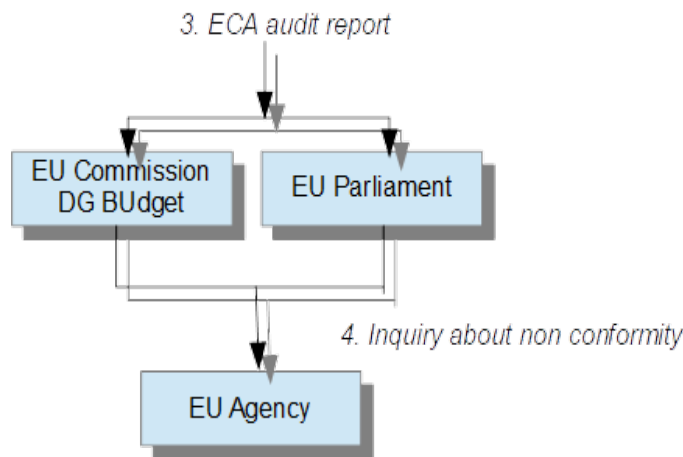 3. ECA audit report
EU Commission
DG BUdget
EU Parliament
4. Inquiry about non conformity
EU Agency